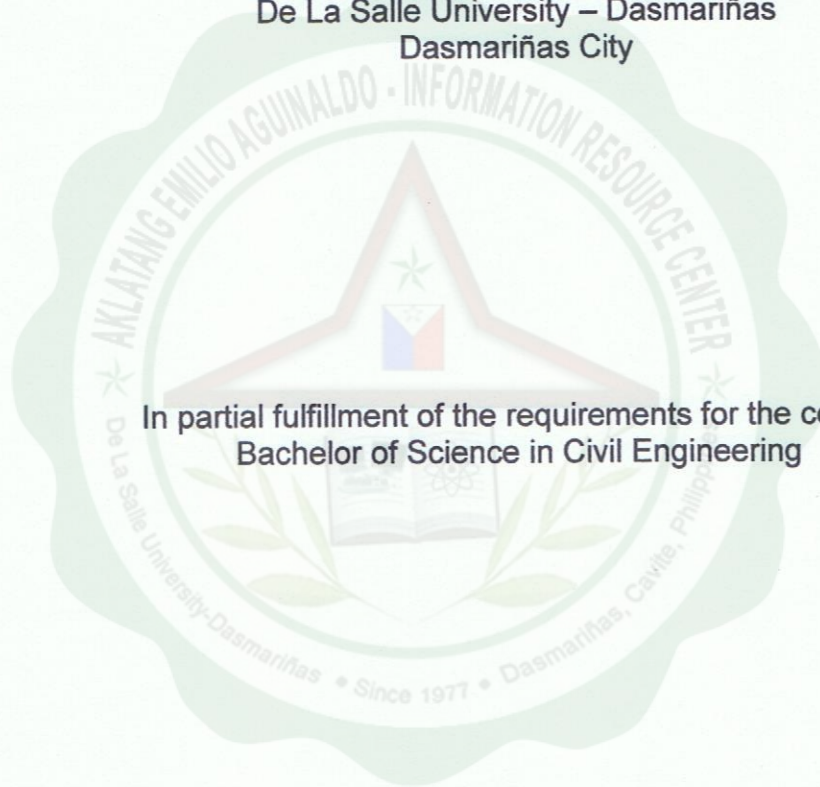 De La Salle University – Dasmariñas
Dasmariñas City
AKLATANG EMILIO AGUINALDO - INFORMATION RESOURCE CENTER
In partial fulfillment of the requirements for the
Bachelor of Science in Civil Engineering
De La Salle University-Dasmariñas • Since 1977 • Dasmariñas, Cavite, Philippines